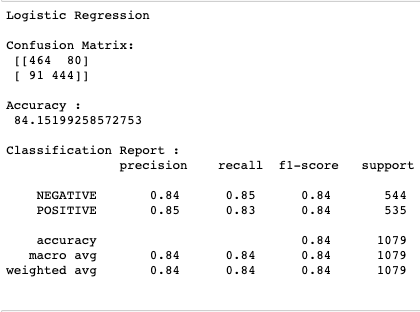 Logistic Regression
Confusion Matrix:
[[464  80]
[ 91 444]]
Accuracy :
84.15199258572753
Classification Report :
precision    recall  f1-score   support
NEGATIVE       0.84      0.85      0.84       544
POSITIVE       0.85      0.83      0.84       535
accuracy                           0.84      1079
macro avg       0.84      0.84      0.84      1079
weighted avg       0.84      0.84      0.84      1079